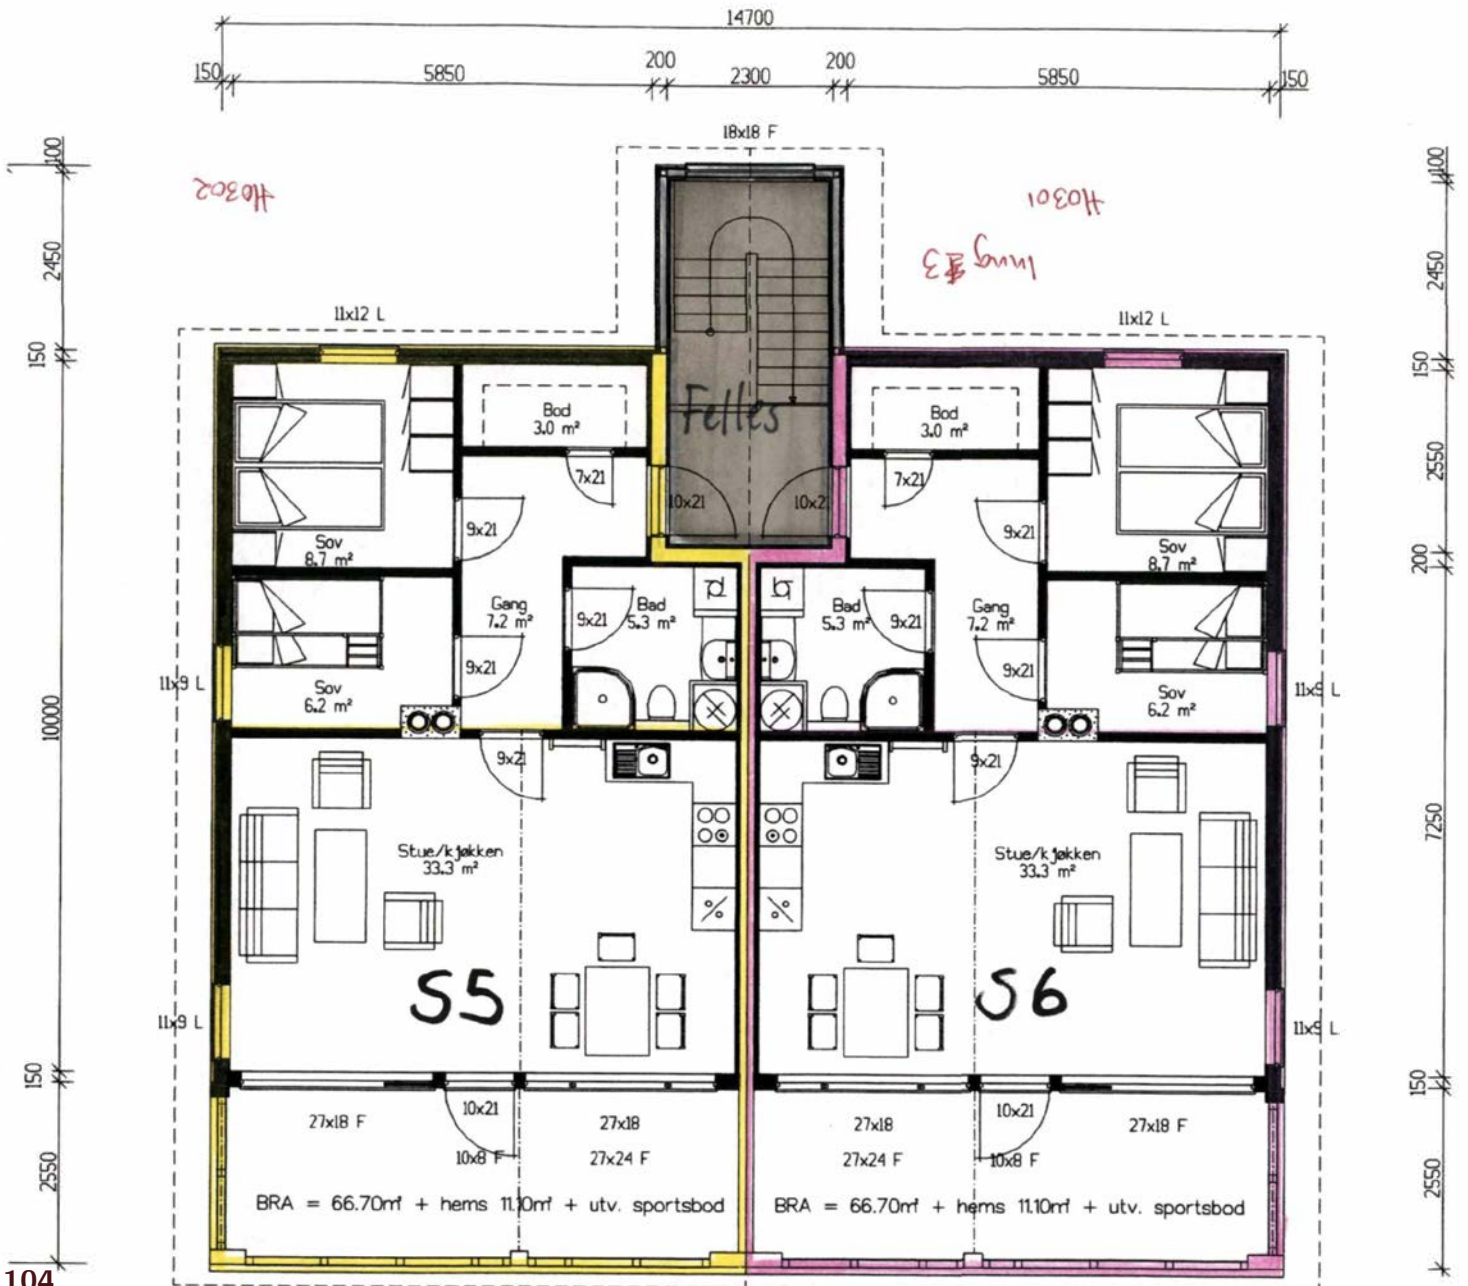 14700
150 5850 200 2300 200 5850 150
18x18 F
100 100
H0302 H0301
Inng 3
2450 2450
11x12 L 11x12 L
150 150
Felles
Bod Bod
3.0 m² 3.0 m²
7x21 10x21 10x21 7x21
2550
9x21 9x21
Sov Sov
8.7 m² 8.7 m²
200
Gang Bad Bad Gang
7.2 m² 9x21 5.3 m² 5.3 m² 9x21 7.2 m²
9x21 9x21
11x9 L Sov Sov 11x9 L
6.2 m² 6.2 m²
10000
9x21 9x21
7250
Stue/kjøkken Stue/kjøkken
33.3 m² 33.3 m²
S5 S6
11x9 L 11x9 L
150 150
27x18 F 10x21 27x18 27x18 10x21 27x18 F
10x8 F 27x24 F 27x24 F 10x8 F
2550 2550
BRA = 66.70m² + hems 11.10m² + utv. sportsbod BRA = 66.70m² + hems 11.10m² + utv. sportsbod
104